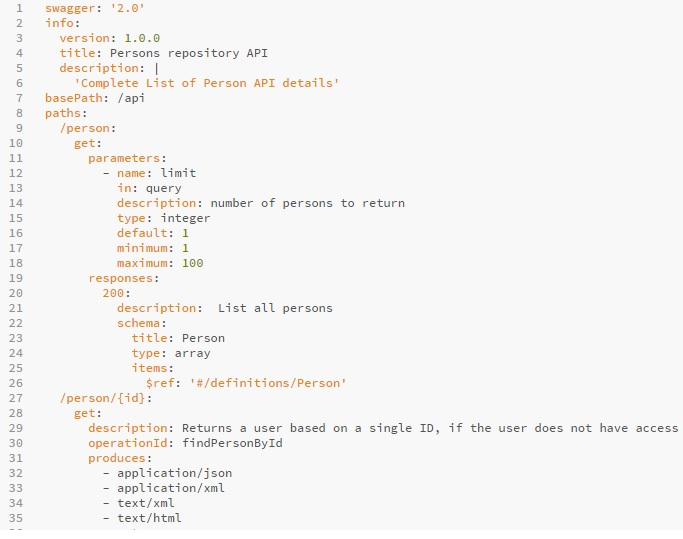 1 swagger: '2.0'
2 info:
3   version: 1.0.0
4   title: Persons repository API
5   description: |
6     'Complete List of Person API details'
7 basePath: /api
8 paths:
9   /person:
10     get:
11       parameters:
12         - name: limit
13           in: query
14           description: number of persons to return
15           type: integer
16           default: 1
17           minimum: 1
18           maximum: 100
19       responses:
20         200:
21           description:  List all persons
22           schema:
23             title: Person
24             type: array
25             items:
26               $ref: '#/definitions/Person'
27   /person/{id}:
28     get:
29       description: Returns a user based on a single ID, if the user does not have access
30       operationId: findPersonById
31       produces:
32         - application/json
33         - application/xml
34         - text/xml
35         - text/html